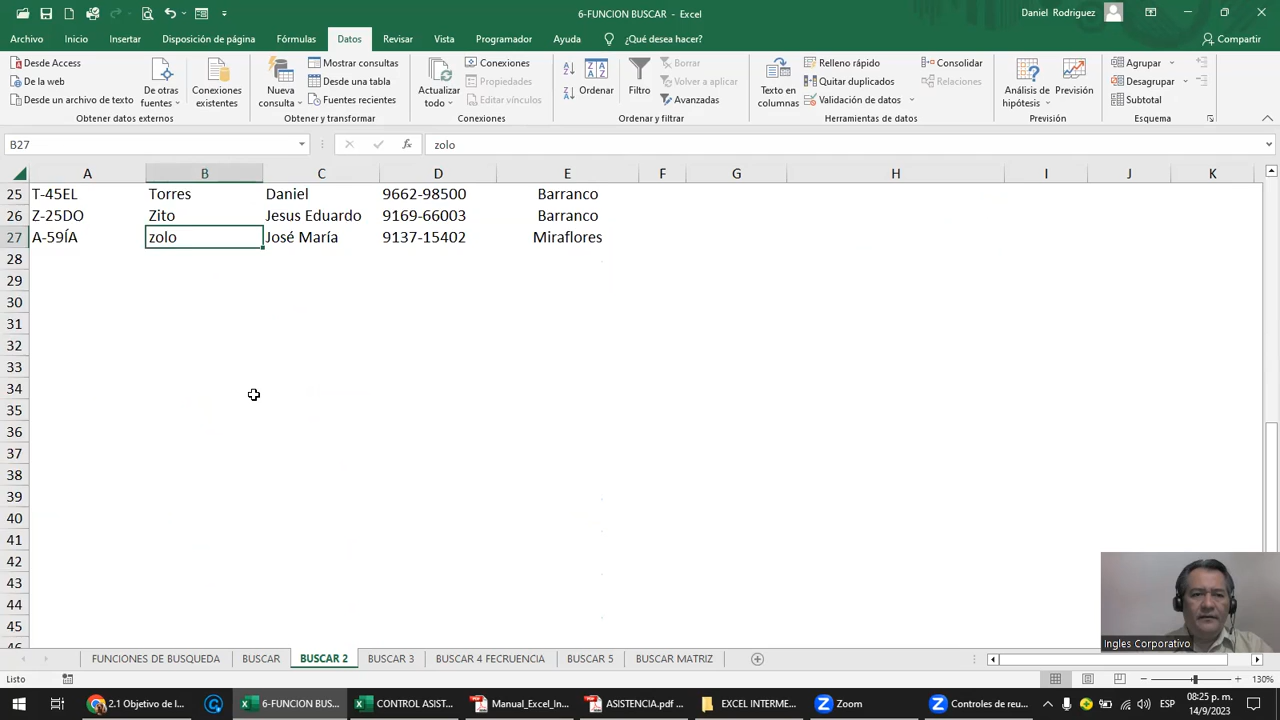 6-FUNCION BUSCAR - Excel
Daniel Rodriguez
Archivo Inicio Insertar Disposición de página Fórmulas Datos Revisar Vista Programador Ayuda ¿Qué desea hacer? Compartir
Desde Access
De la web
Desde un archivo de texto
De otras fuentes
Conexiones existentes
Obtener datos externos
Nueva consulta
Mostrar consultas
Desde una tabla
Fuentes recientes
Obtener y transformar
Actualizar todo
Conexiones
Propiedades
Editar vínculos
Conexiones
Ordenar
Filtro
Borrar
Volver a aplicar
Avanzadas
Ordenar y filtrar
Texto en columnas
Relleno rápido
Quitar duplicados
Validación de datos
Consolidar
Relaciones
Herramientas de datos
Análisis de hipótesis
Previsión
Previsión
Agrupar
Desagrupar
Subtotal
Esquema
B27 fx zolo
A B C D E F G H I J K
25 T-45EL Torres Daniel 9662-98500 Barranco
26 Z-25DO Zito Jesus Eduardo 9169-66003 Barranco
27 A-59ÍA zolo José María 9137-15402 Miraflores
28
29
30
31
32
33
34
35
36
37
38
39
40
41
42
43
44
45
Ingles Corporativo
FUNCIONES DE BUSQUEDA BUSCAR BUSCAR 2 BUSCAR 3 BUSCAR 4 FECRUENCIA BUSCAR 5 BUSCAR MATRIZ
Listo
130%
2.1 Objetivo de l... 6-FUNCION BUS... CONTROL ASIST... Manual_Excel_In... ASISTENCIA.pdf ... EXCEL INTERME... Zoom Controles de reu... ESP 08:25 p. m.
14/9/2023